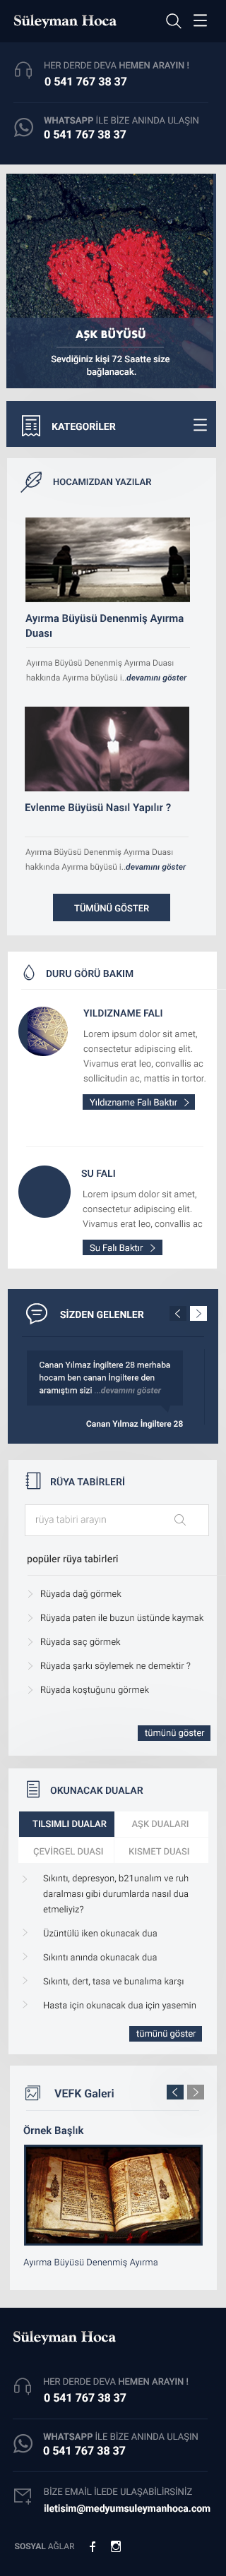 Süleyman Hoca
HER DERDE DEVA HEMEN ARAYIN !
0 541 767 38 37
WHATSAPP İLE BİZE ANINDA ULAŞIN
0 541 767 38 37
AŞK BÜYÜSÜ
Sevdiğiniz kişi 72 Saatte size
bağlanacak.
KATEGORİLER
HOCAMIZDAN YAZILAR
Ayırma Büyüsü Denenmiş Ayırma
Duası
Ayırma Büyüsü Denenmiş Ayırma Duası
hakkında Ayırma büyüsü i..devamını göster
Evlenme Büyüsü Nasıl Yapılır ?
Ayırma Büyüsü Denenmiş Ayırma Duası
hakkında Ayırma büyüsü i..devamını göster
TÜMÜNÜ GÖSTER
DURU GÖRÜ BAKIM
YILDIZNAME FALI
Lorem ipsum dolor sit amet,
consectetur adipiscing elit.
Vivamus erat leo, convallis ac
sollicitudin ac, mattis in tortor.
Yıldızname Falı Baktır
SU FALI
Lorem ipsum dolor sit amet,
consectetur adipiscing elit.
Vivamus erat leo, convallis ac
Su Falı Baktır
SİZDEN GELENLER
Canan Yılmaz İngiltere 28 merhaba
hocam ben canan İngiltere den
aramıştım sizi ...devamını göster
Canan Yılmaz İngiltere 28
RÜYA TABİRLERİ
rüya tabiri arayın
popüler rüya tabirleri
Rüyada dağ görmek
Rüyada paten ile buzun üstünde kaymak
Rüyada saç görmek
Rüyada şarkı söylemek ne demektir ?
Rüyada koştuğunu görmek
tümünü göster
OKUNACAK DUALAR
TILSIMLI DUALAR
AŞK DUALARI
ÇEVİRGEL DUASI
KISMET DUASI
Sıkıntı, depresyon, b21unalım ve ruh
daralması gibi durumlarda nasıl dua
etmeliyiz?
Üzüntülü iken okunacak dua
Sıkıntı anında okunacak dua
Sıkıntı, dert, tasa ve bunalıma karşı
Hasta için okunacak dua için yasemin
tümünü göster
VEFK Galeri
Örnek Başlık
Ayırma Büyüsü Denenmiş Ayırma
Süleyman Hoca
HER DERDE DEVA HEMEN ARAYIN !
0 541 767 38 37
WHATSAPP İLE BİZE ANINDA ULAŞIN
0 541 767 38 37
BİZE EMAIL İLEDE ULAŞABİLİRSİNİZ
iletisim@medyumsuleymanhoca.com
SOSYAL AĞLAR